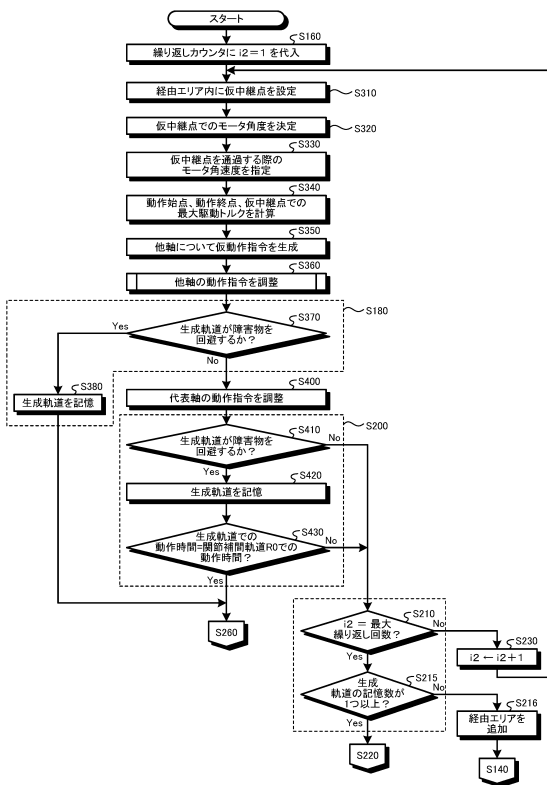 スタート
S160
繰り返しカウンタに i2＝1 を代入
経由エリア内に仮中継点を設定
S310
仮中継点でのモータ角度を決定
S320
S330
仮中継点を通過する際の
モータ角速度を指定
S340
動作始点、動作終点、仮中継点での
最大駆動トルクを計算
S350
他軸について仮動作指令を生成
S360
他軸の動作指令を調整
S180
S370
Yes
生成軌道が障害物を
回避するか？
No
S380
生成軌道を記憶
S400
代表軸の動作指令を調整
S200
S410
生成軌道が障害物を
回避するか？
No
Yes
S420
生成軌道を記憶
S430
生成軌道での
動作時間=関節補間軌道R0での
動作時間？
No
Yes
S260
S210
i2 = 最大
繰り返し回数？
No
Yes
S230
i2 ← i2＋1
S215
生成
軌道の記憶数が
1つ以上？
No
Yes
S216
経由エリアを
追加
S220
S140